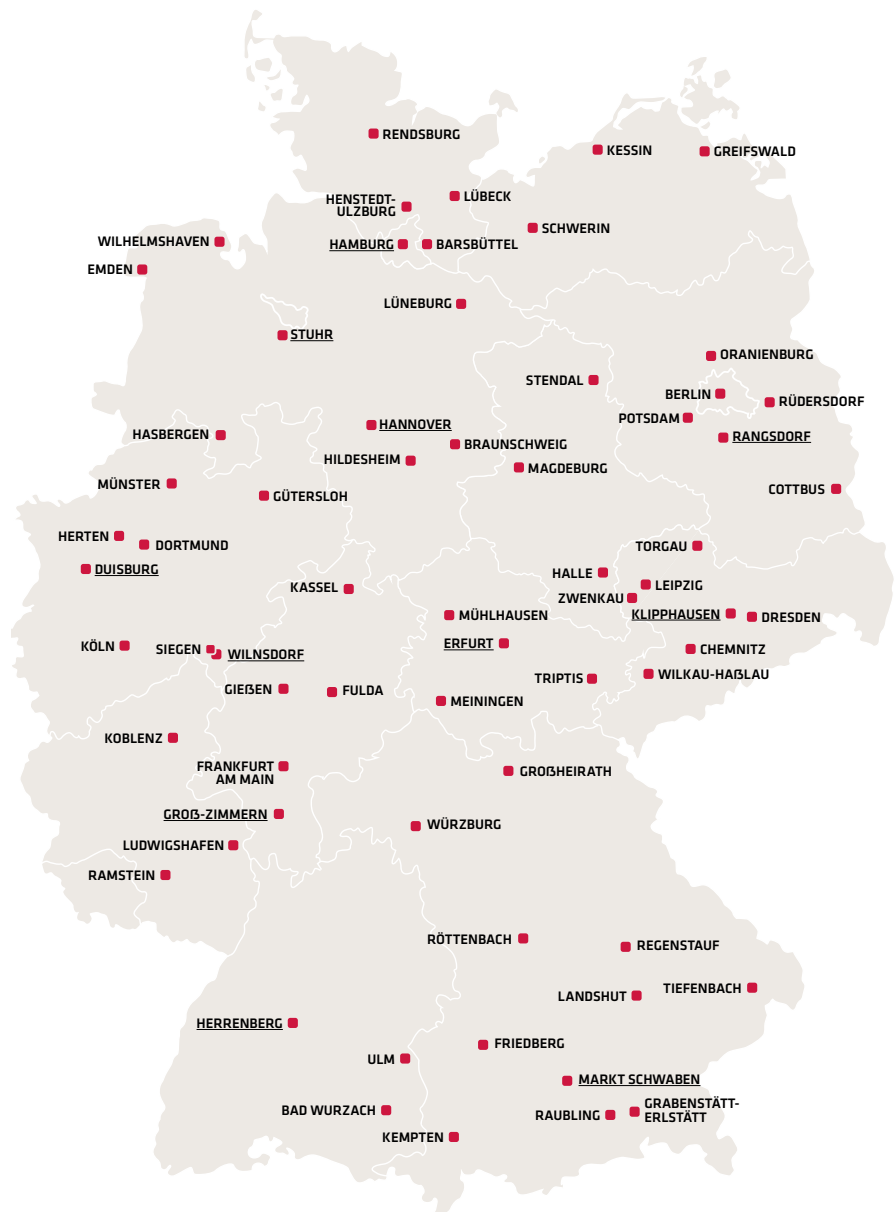 RENDSBURG
KESSIN
GREIFSWALD
HENSTEDT-
ULZBURG
LÜBECK
SCHWERIN
WILHELMSHAVEN
HAMBURG
BARSBÜTTEL
EMDEN
LÜNEBURG
STUHR
ORANIENBURG
STENDAL
BERLIN
RÜDERSDORF
POTSDAM
HANNOVER
RANGSDORF
HASBERGEN
BRAUNSCHWEIG
HILDESHEIM
MAGDEBURG
MÜNSTER
GÜTERSLOH
COTTBUS
HERTEN
DORTMUND
TORGAU
DUISBURG
HALLE
LEIPZIG
KASSEL
ZWENKAU
MÜHLHAUSEN
KLIPPHAUSEN
DRESDEN
KÖLN
SIEGEN
WILNSDORF
ERFURT
CHEMNITZ
GIEẞEN
FULDA
TRIPTIS
WILKAU-HAẞLAU
MEININGEN
KOBLENZ
FRANKFURT
AM MAIN
GROẞHEIRATH
GROẞ-ZIMMERN
WÜRZBURG
LUDWIGSHAFEN
RAMSTEIN
RÖTTENBACH
REGENSTAUF
TIEFENBACH
LANDSHUT
HERRENBERG
FRIEDBERG
ULM
MARKT SCHWABEN
BAD WURZACH
RAUBLING
GRABENSTÄTT-
ERLSTÄTT
KEMPTEN